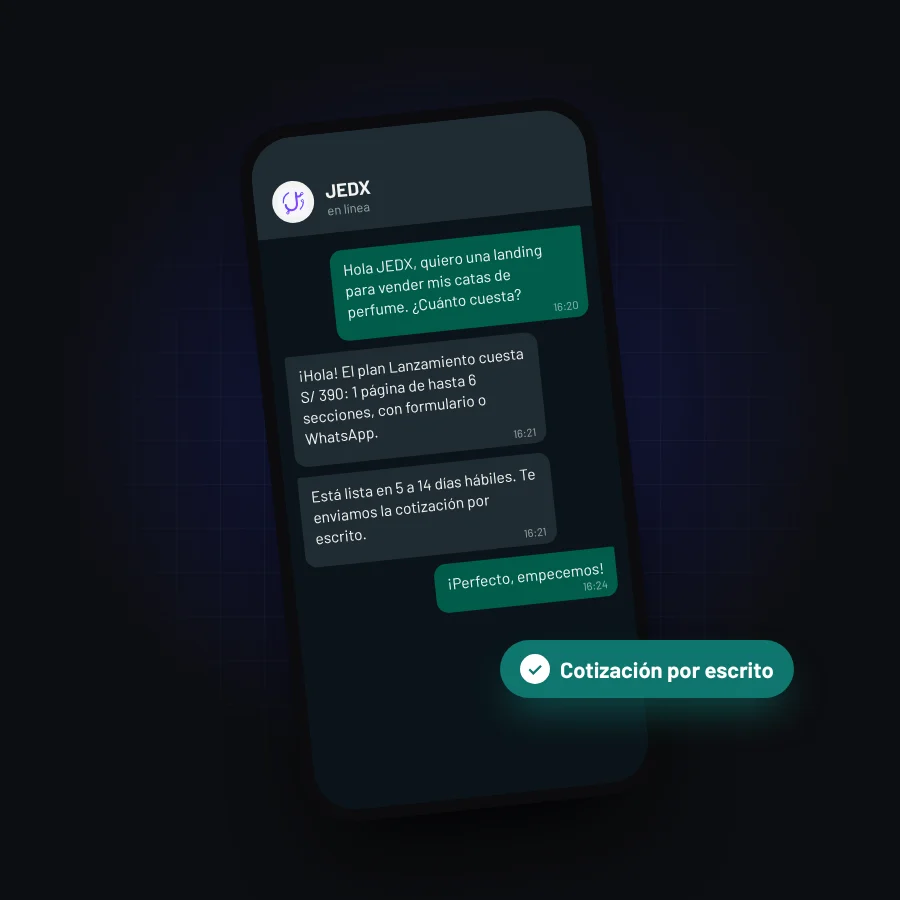 JEDX
en línea
Hola JEDX, quiero una landing
para vender mis catas de
perfume. ¿Cuánto cuesta?
16:20
¡Hola! El plan Lanzamiento cuesta
S/ 390: 1 página de hasta 6
secciones, con formulario o
WhatsApp.
16:21
Está lista en 5 a 14 días hábiles. Te
enviamos la cotización por
escrito.
16:21
¡Perfecto, empecemos!
16:24
Cotización por escrito